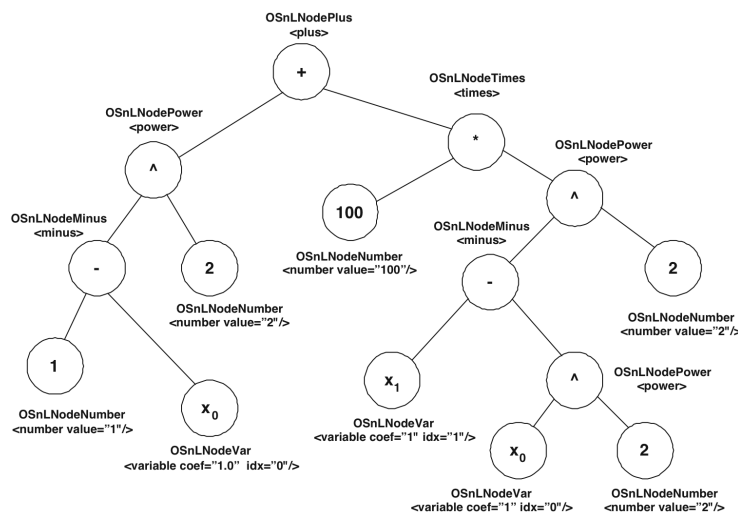 OSnLNodePlus
<plus>
+
OSnLNodeTimes
<times>
*
OSnLNodePower
<power>
^
OSnLNodePower
<power>
^
100
OSnLNodeNumber
<number value="100"/>
OSnLNodeMinus
<minus>
-
2
OSnLNodeNumber
<number value="2"/>
OSnLNodeMinus
<minus>
-
2
OSnLNodeNumber
<number value="2"/>
1
OSnLNodeNumber
<number value="1"/>
x0
OSnLNodeVar
<variable coef="1.0" idx="0"/>
x1
OSnLNodeVar
<variable coef="1" idx="1"/>
^
OSnLNodePower
<power>
x0
OSnLNodeVar
<variable coef="1" idx="0"/>
2
OSnLNodeNumber
<number value="2"/>